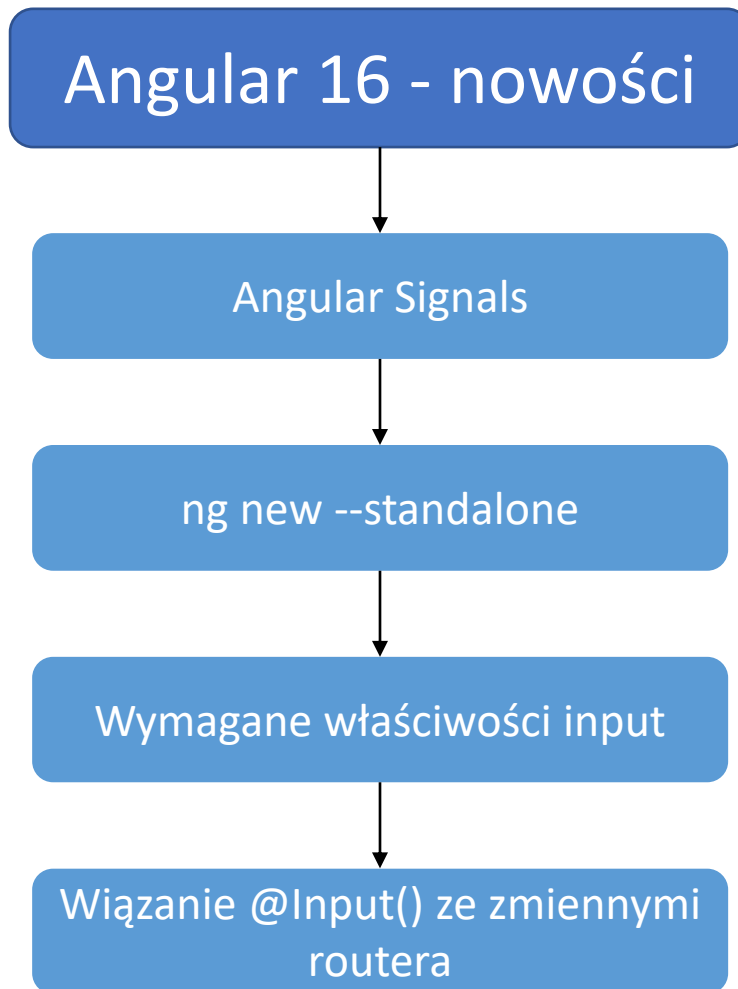 Angular 16 - nowości
Angular Signals
ng new --standalone
Wymagane właściwości input
Wiązanie @Input() ze zmiennymi
routera